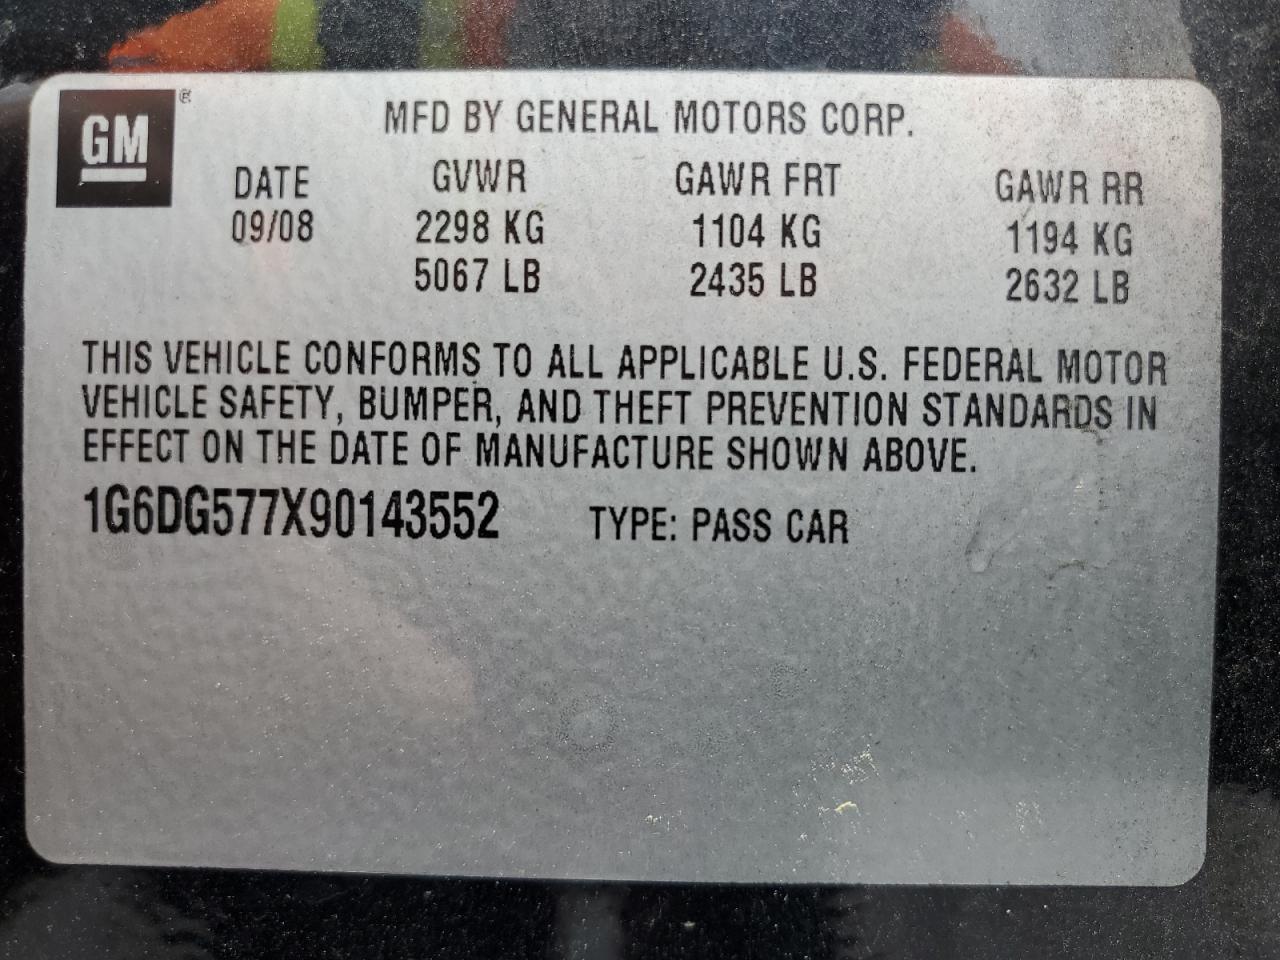 GM ®
MFD BY GENERAL MOTORS CORP.
DATE GVWR GAWR FRT GAWR RR
09/08 2298 KG 1104 KG 1194 KG
5067 LB 2435 LB 2632 LB
THIS VEHICLE CONFORMS TO ALL APPLICABLE U.S. FEDERAL MOTOR
VEHICLE SAFETY, BUMPER, AND THEFT PREVENTION STANDARDS IN
EFFECT ON THE DATE OF MANUFACTURE SHOWN ABOVE.
1G6DG577X90143552 TYPE: PASS CAR